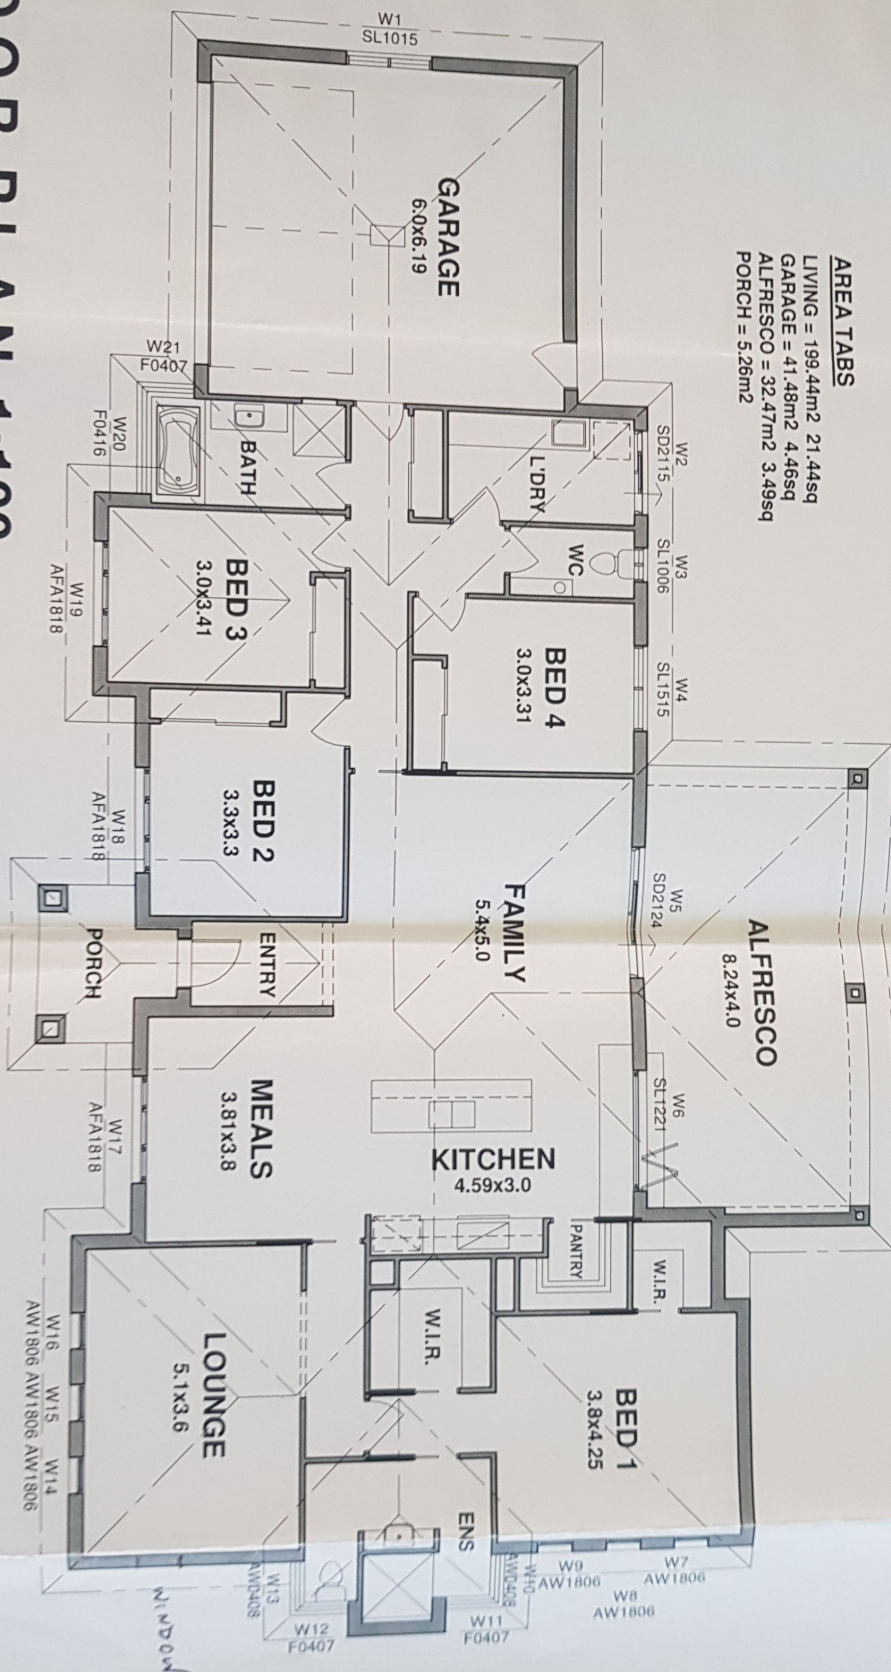 FLOOR PLAN 1:100
AREA TABS
LIVING = 199.44m2 21.44sq
GARAGE = 41.48m2 4.46sq
ALFRESCO = 32.47m2 3.49sq
PORCH = 5.26m2
W1
SL1015
GARAGE
6.0x6.19
W21
F0407
W20
F0416
BATH
L'DRY
W2
SD2115
WC
W3
SL1006
BED 3
3.0x3.41
W19
AFA1818
BED 4
3.0x3.31
W4
SL1515
BED 2
3.3x3.3
W18
AFA1818
FAMILY
5.4x5.0
W5
SD2124
ALFRESCO
8.24x4.0
ENTRY
PORCH
MEALS
3.81x3.8
W17
AFA1818
KITCHEN
4.59x3.0
W6
SL1221
PANTRY
W.I.R.
W.I.R.
LOUNGE
5.1x3.6
W16 W15 W14
AW1806 AW1806 AW1806
BED 1
3.8x4.25
ENS
W13
AWD408
W12
F0407
W11
F0407
W10
AWD408
W9
AW1806
W8
AW1806
W7
AW1806
WINDOW